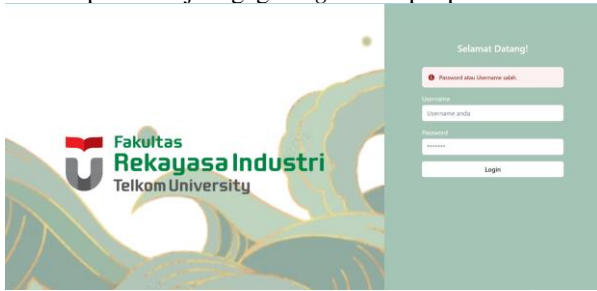 Fakultas
Rekayasa Industri
Telkom University
Selamat Datang!
Password atau Username salah.
Username
Username anda
Password
Login